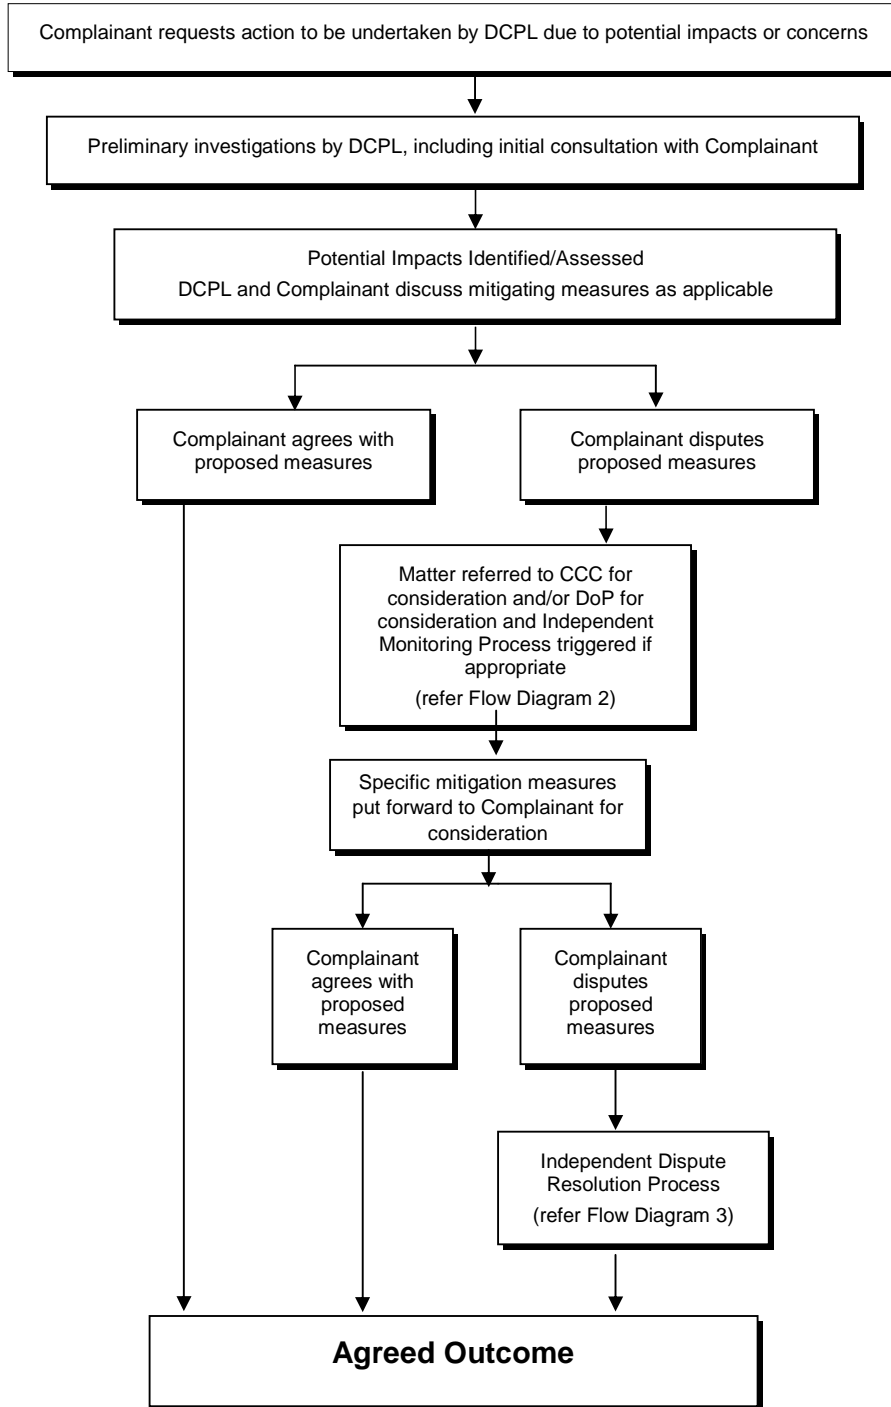 Complainant requests action to be undertaken by DCPL due to potential impacts or concerns
Preliminary investigations by DCPL, including initial consultation with Complainant
Potential Impacts Identified/Assessed
DCPL and Complainant discuss mitigating measures as applicable
Complainant agrees with
proposed measures
Complainant disputes
proposed measures
Matter referred to CCC for
consideration and/or DoP for
consideration and Independent
Monitoring Process triggered if
appropriate
(refer Flow Diagram 2)
Specific mitigation measures
put forward to Complainant for
consideration
Complainant
agrees with
proposed
measures
Complainant
disputes
proposed
measures
Independent Dispute
Resolution Process
(refer Flow Diagram 3)
Agreed Outcome